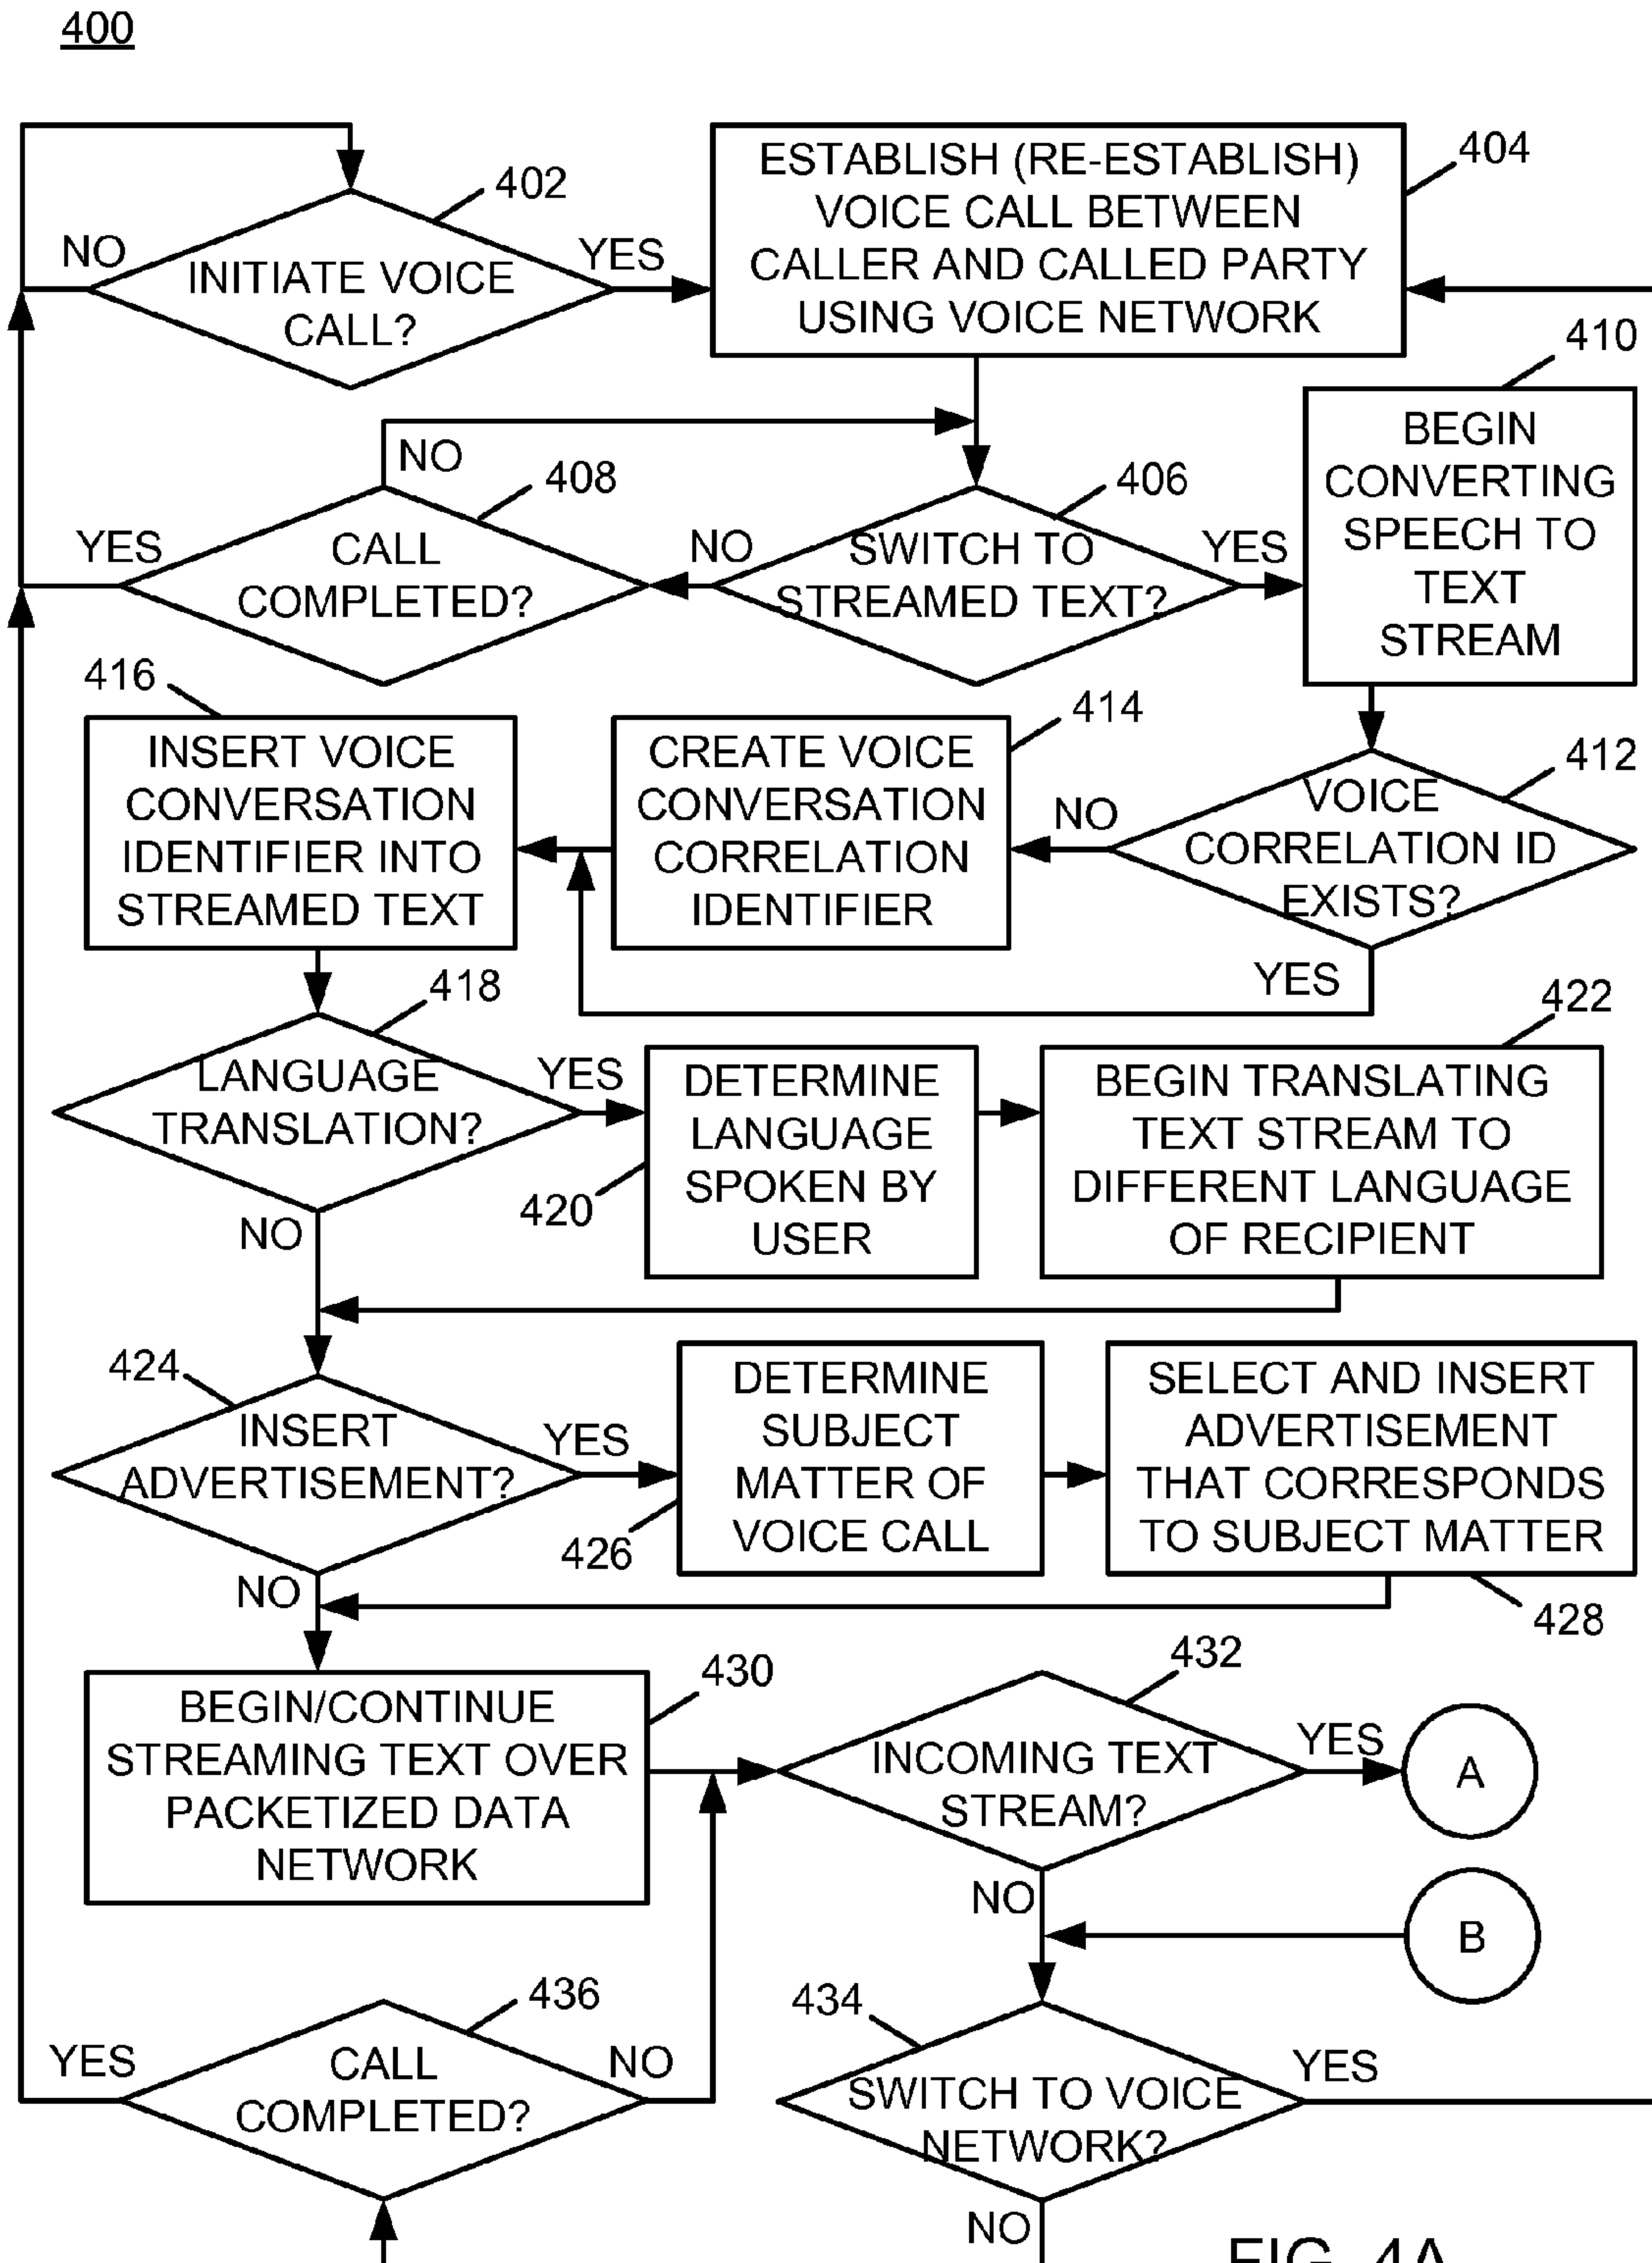 400
402
NO
INITIATE VOICE
CALL?
YES
ESTABLISH (RE-ESTABLISH)
VOICE CALL BETWEEN
CALLER AND CALLED PARTY
USING VOICE NETWORK
404
NO
408
YES
CALL
COMPLETED?
NO
406
SWITCH TO
STREAMED TEXT?
YES
410
BEGIN
CONVERTING
SPEECH TO
TEXT
STREAM
416
INSERT VOICE
CONVERSATION
IDENTIFIER INTO
STREAMED TEXT
414
CREATE VOICE
CONVERSATION
CORRELATION
IDENTIFIER
NO
412
VOICE
CORRELATION ID
EXISTS?
YES
418
LANGUAGE
TRANSLATION?
YES
NO
420
DETERMINE
LANGUAGE
SPOKEN BY
USER
422
BEGIN TRANSLATING
TEXT STREAM TO
DIFFERENT LANGUAGE
OF RECIPIENT
424
INSERT
ADVERTISEMENT?
YES
NO
426
DETERMINE
SUBJECT
MATTER OF
VOICE CALL
SELECT AND INSERT
ADVERTISEMENT
THAT CORRESPONDS
TO SUBJECT MATTER
428
430
BEGIN/CONTINUE
STREAMING TEXT OVER
PACKETIZED DATA
NETWORK
432
INCOMING TEXT
STREAM?
YES
A
NO
B
436
YES
CALL
COMPLETED?
NO
434
SWITCH TO VOICE
NETWORK?
YES
NO
FIG. 4A